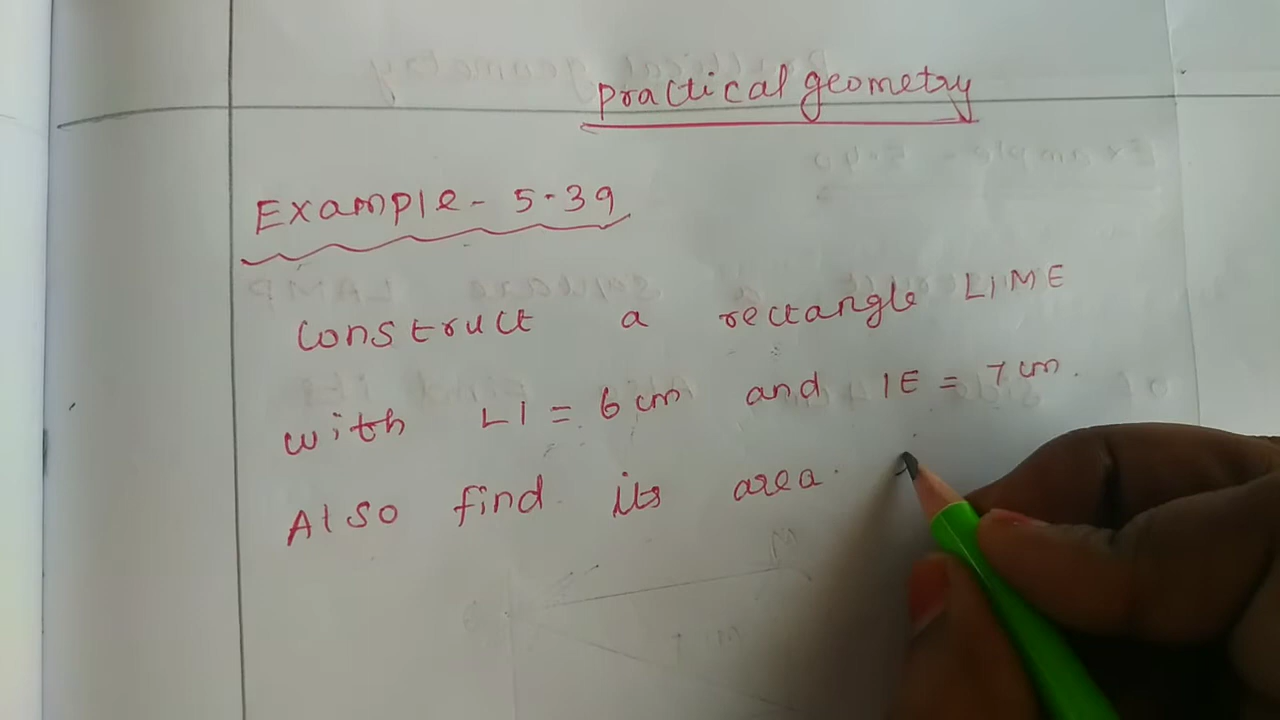 Practical geometry
Example - 5.39
Construct a rectangle LIME
with LI = 6 cm and IE = 7 cm.
Also find its area.